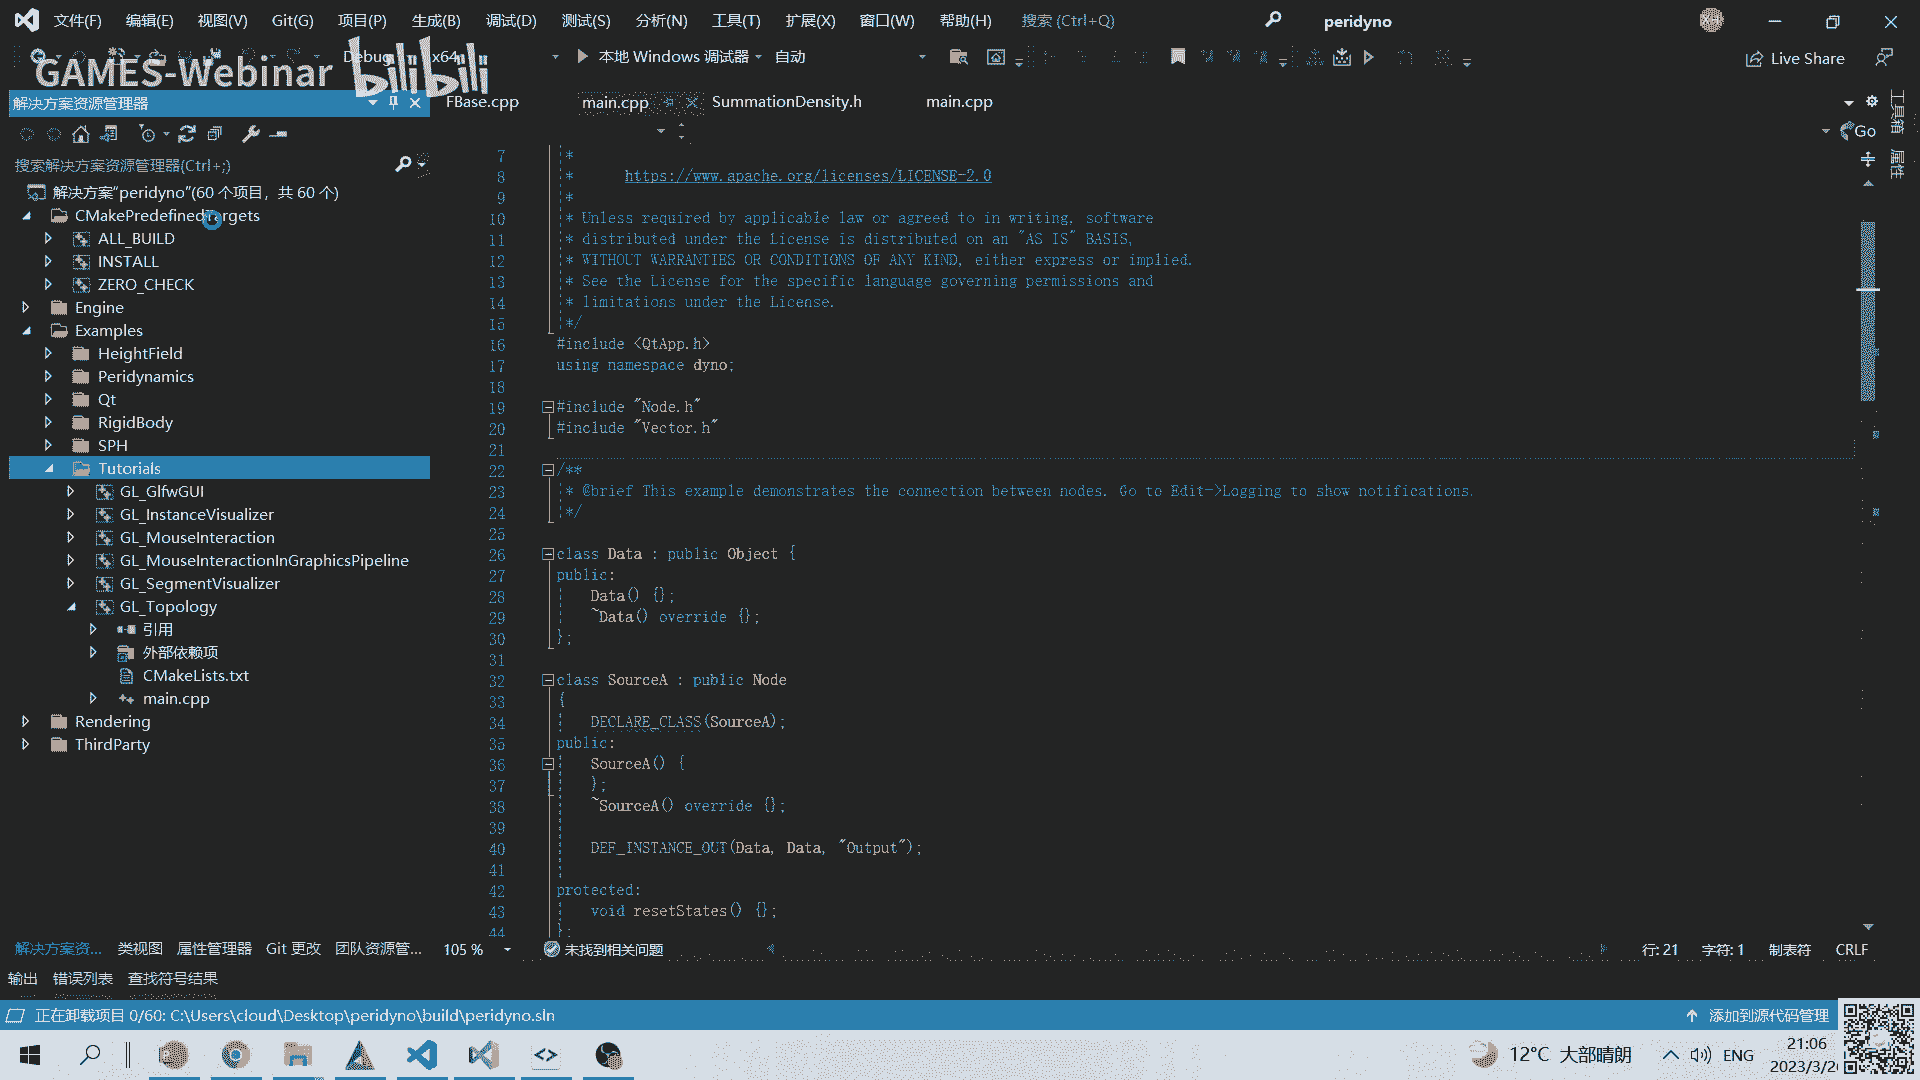 文件(F) 编辑(E) 视图(V) Git(G) 项目(P) 生成(B) 调试(D) 测试(S) 分析(N) 工具(T) 扩展(X) 窗口(W) 帮助(H) 搜索 (Ctrl+Q) peridyno
Debug x64 本地 Windows 调试器 自动 Live Share
GAMES-Webinar bilibili
解决方案资源管理器
FBase.cpp main.cpp SummationDensity.h main.cpp
工具箱
属性
Go
搜索解决方案资源管理器(Ctrl+;)
解决方案"peridyno"(60 个项目，共 60 个)
CMakePredefinedTargets
ALL_BUILD
INSTALL
ZERO_CHECK
Engine
Examples
HeightField
Peridynamics
Qt
RigidBody
SPH
Tutorials
GL_GlfwGUI
GL_InstanceVisualizer
GL_MouseInteraction
GL_MouseInteractionInGraphicsPipeline
GL_SegmentVisualizer
GL_Topology
引用
外部依赖项
CMakeLists.txt
main.cpp
Rendering
ThirdParty
7 *
8 * https://www.apache.org/licenses/LICENSE-2.0
9 *
10 * Unless required by applicable law or agreed to in writing, software
11 * distributed under the License is distributed on an "AS IS" BASIS,
12 * WITHOUT WARRANTIES OR CONDITIONS OF ANY KIND, either express or implied.
13 * See the License for the specific language governing permissions and
14 * limitations under the License.
15 */
16 #include <QtApp.h>
17 using namespace dyno;
18
19 #include "Node.h"
20 #include "Vector.h"
21
22 /**
23 * @brief This example demonstrates the connection between nodes. Go to Edit->Logging to show notifications.
24 */
25
26 class Data : public Object {
27 public:
28 Data() {};
29 ~Data() override {};
30 };
31
32 class SourceA : public Node
33 {
34 DECLARE_CLASS(SourceA);
35 public:
36 SourceA() {
37 };
38 ~SourceA() override {};
39
40 DEF_INSTANCE_OUT(Data, Data, "Output");
41
42 protected:
43 void resetStates() {};
44 };
解决方案资... 类视图 属性管理器 Git 更改 团队资源管... 105 % 未找到相关问题 行: 21 字符: 1 制表符 CRLF
输出 错误列表 查找符号结果
正在卸载项目 0/60: C:\Users\cloud\Desktop\peridyno\build\peridyno.sln 添加到源代码管理
12°C 大部晴朗 ENG 21:06